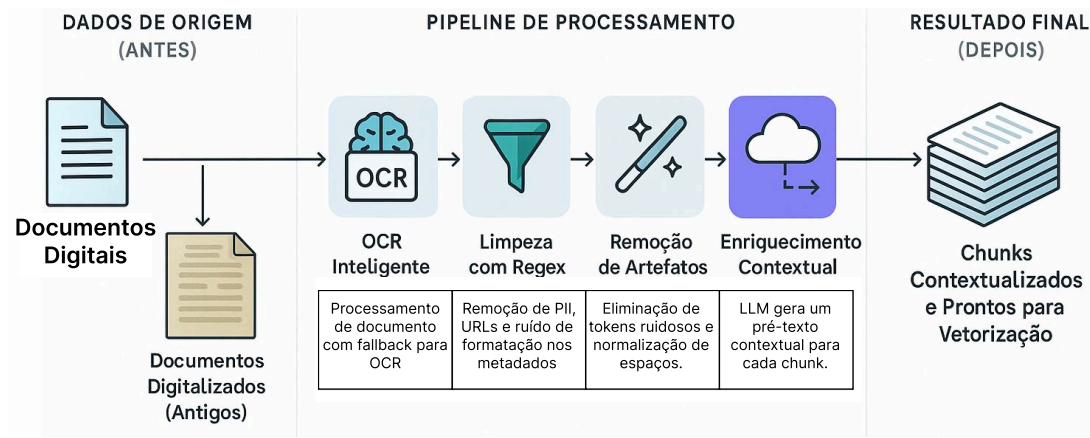 DADOS DE ORIGEM
(ANTES)
PIPELINE DE PROCESSAMENTO
RESULTADO FINAL
(DEPOIS)
Documentos
Digitais
Documentos
Digitalizados
(Antigos)
OCR
OCR
Inteligente
Limpeza
com Regex
Remoção
de Artefatos
Enriquecimento
Contextual
Processamento
de documento
com fallback para
OCR
Remoção de PII,
URLs e ruído de
formatação nos
metadados
Eliminação de
tokens ruidosos e
normalização de
espaços.
LLM gera um
pré-texto
contextual para
cada chunk.
Chunks
Contextualizados
e Prontos para
Vetorização